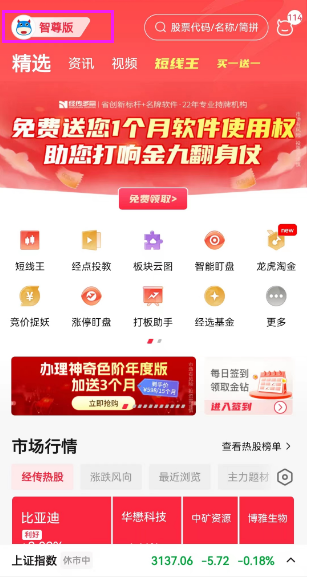 智尊版
股票代码/名称/简拼
114
精选 资讯 视频 短线王 买一送一
经传多赢 | 省创新标杆+名牌软件·22年专业持牌机构
免费送您1个月软件使用权
助您打响金九翻身仗
免费领取>
new
短线王 经点投教 板块云图 智能盯盘 龙虎淘金
竞价捉妖 涨停盯盘 打板助手 经选基金 更多
办理神奇色阶年度版
加送3个月
立即抢购
每日签到
领取金钻
进入签到
市场行情 查看热股榜单 >
经传热股 涨跌风向 最近浏览 主力题材
比亚迪 华懋科技 中矿资源 博雅生物
利好
上证指数 休市中 3137.06 -5.72 -0.18%